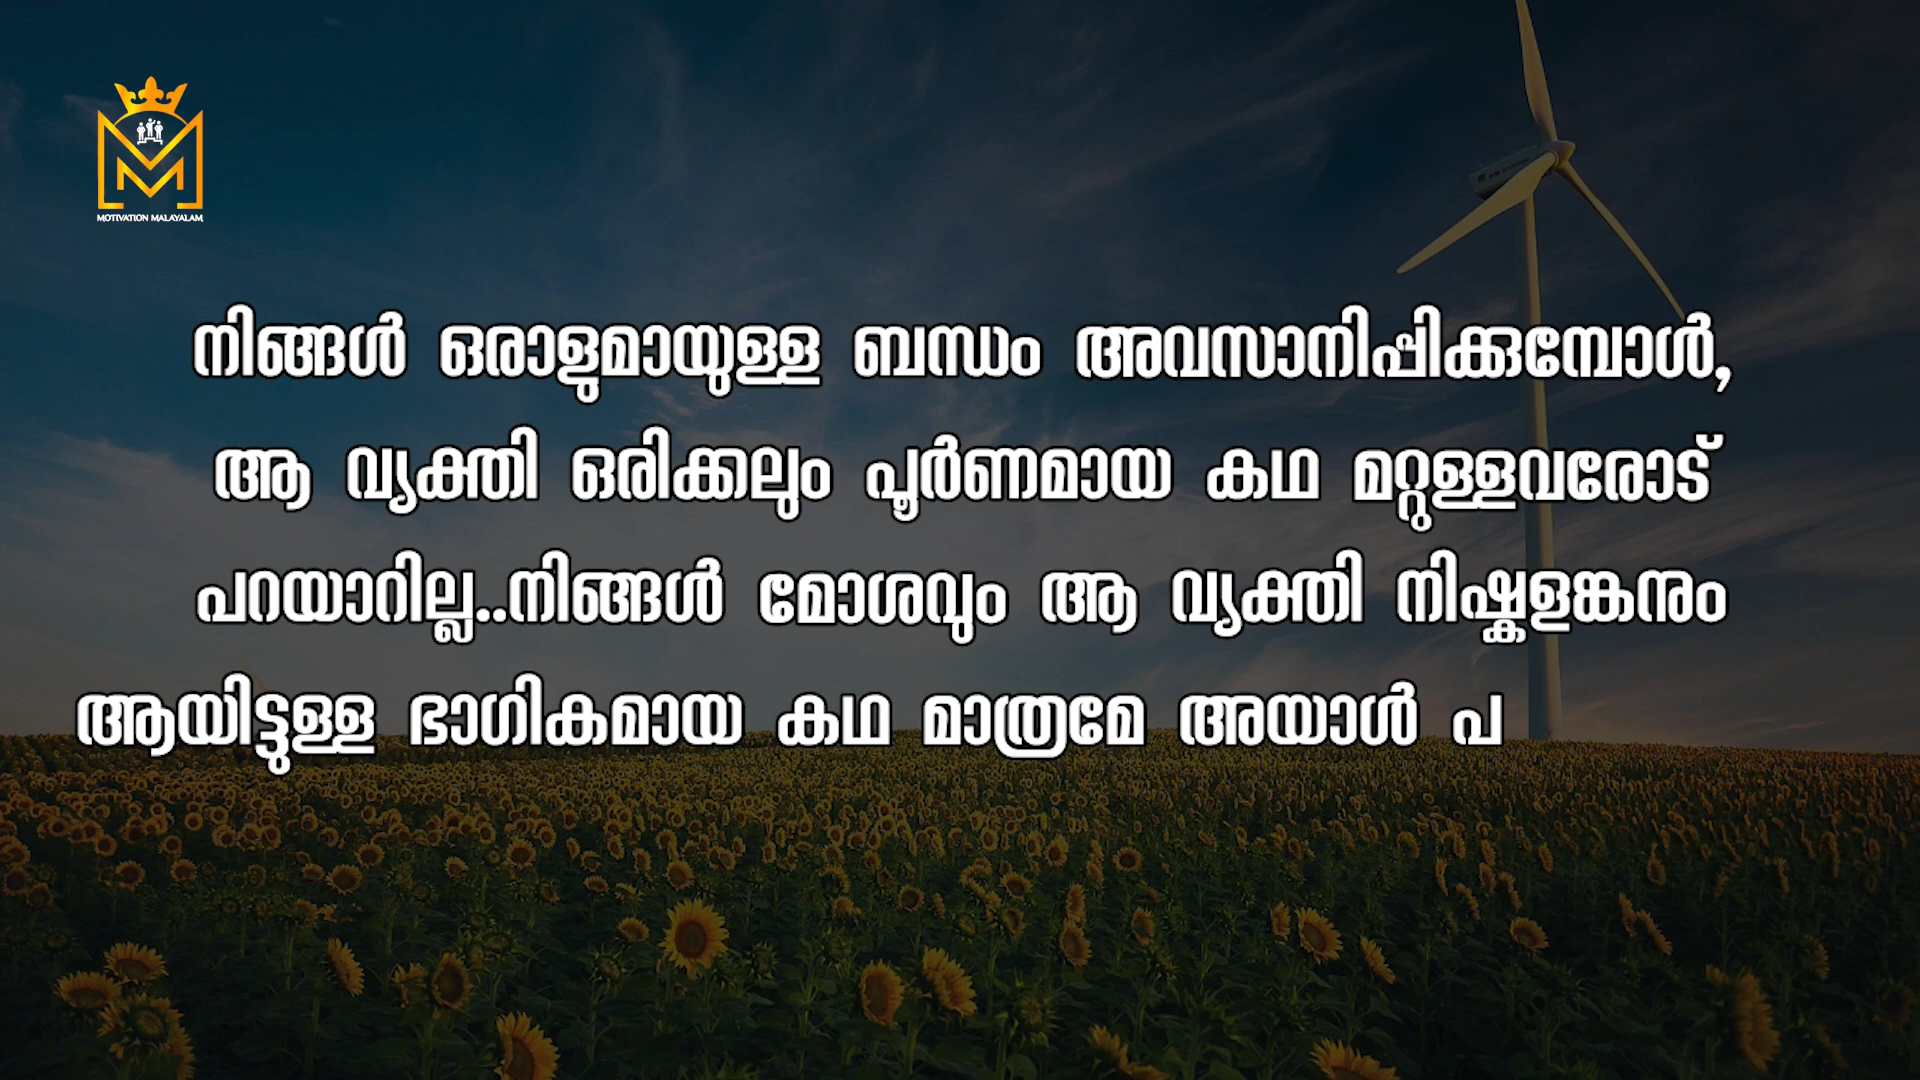 MOTIVATION MALAYALAM
നിങ്ങൾ ഒരാളുമായുള്ള ബന്ധം അവസാനിപ്പിക്കുമ്പോൾ,
ആ വ്യക്തി ഒരിക്കലും പൂർണമായ കഥ മറ്റുള്ളവരോട്
പറയാറില്ല..നിങ്ങൾ മോശവും ആ വ്യക്തി നിഷ്കളങ്കനും
ആയിട്ടുള്ള ഭാഗികമായ കഥ മാത്രമേ അയാൾ പ